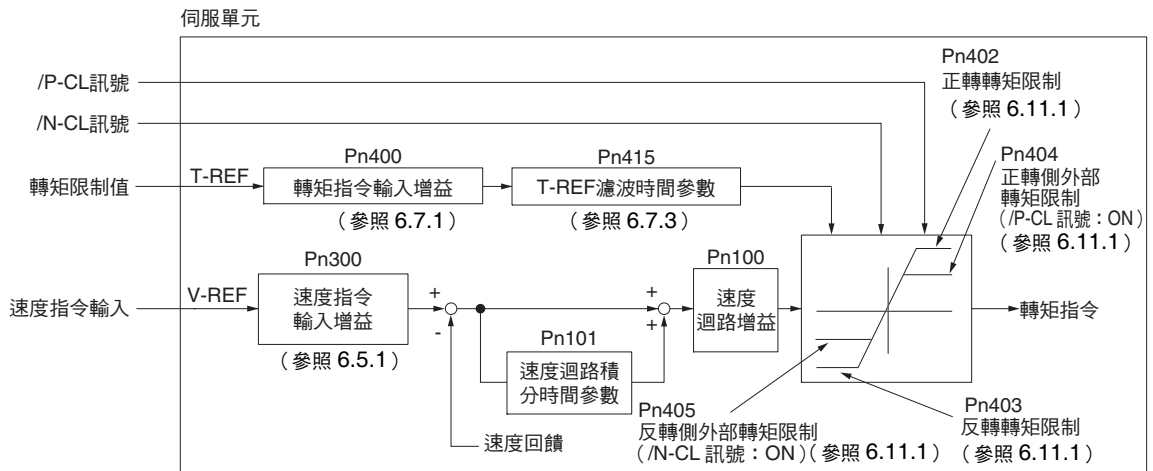 伺服單元
/P-CL訊號
/N-CL訊號
轉矩限制值
T-REF
Pn400
轉矩指令輸入增益
(參照 6.7.1)
Pn415
T-REF濾波時間參數
(參照 6.7.3)
Pn402
正轉轉矩限制
(參照 6.11.1)
Pn404
正轉側外部
轉矩限制
(/P-CL 訊號:ON)
(參照 6.11.1)
速度指令輸入
V-REF
Pn300
速度指令
輸入增益
(參照 6.5.1)
+
-
Pn101
速度迴路積
分時間參數
+
+
Pn100
速度
迴路增益
轉矩指令
速度回饋
Pn405
反轉側外部轉矩限制
(/N-CL 訊號:ON)(參照 6.11.1)
Pn403
反轉轉矩限制
(參照 6.11.1)